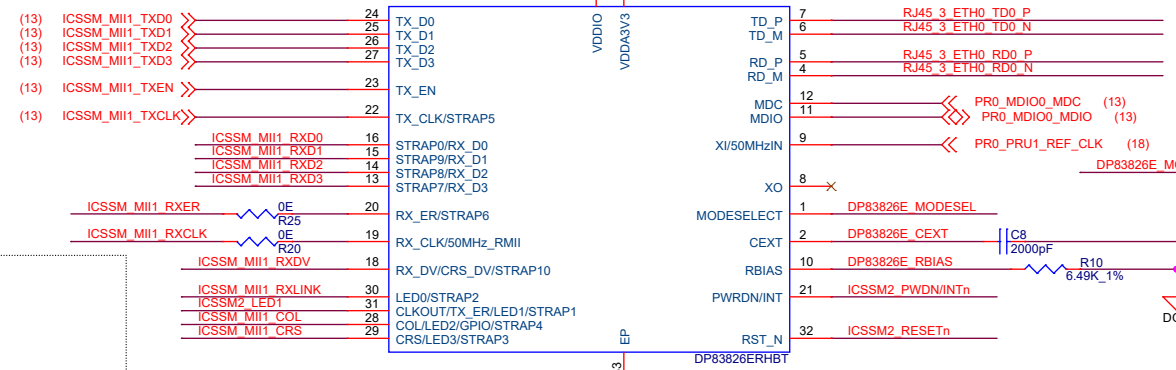 (13) ICSSM_MII1_TXD0 24 TX_D0
(13) ICSSM_MII1_TXD1 25 TX_D1
(13) ICSSM_MII1_TXD2 26 TX_D2
(13) ICSSM_MII1_TXD3 27 TX_D3
(13) ICSSM_MII1_TXEN 23 TX_EN
(13) ICSSM_MII1_TXCLK 22 TX_CLK/STRAP5
ICSSM_MII1_RXD0 16 STRAP0/RX_D0
ICSSM_MII1_RXD1 15 STRAP9/RX_D1
ICSSM_MII1_RXD2 14 STRAP8/RX_D2
ICSSM_MII1_RXD3 13 STRAP7/RX_D3
ICSSM_MII1_RXER 0E R25 20 RX_ER/STRAP6
ICSSM_MII1_RXCLK 0E R20 19 RX_CLK/50MHz_RMII
ICSSM_MII1_RXDV 18 RX_DV/CRS_DV/STRAP10
ICSSM_MII1_RXLINK 30 LED0/STRAP2
ICSSM2_LED1 31 CLKOUT/TX_ER/LED1/STRAP1
ICSSM_MII1_COL 28 COL/LED2/GPIO/STRAP4
ICSSM_MII1_CRS 29 CRS/LED3/STRAP3
VDDIO
VDDA3V3
EP
3
TD_P 7 RJ45_3_ETH0_TD0_P
TD_M 6 RJ45_3_ETH0_TD0_N
RD_P 5 RJ45_3_ETH0_RD0_P
RD_M 4 RJ45_3_ETH0_RD0_N
MDC 12 PR0_MDIO0_MDC (13)
MDIO 11 PR0_MDIO0_MDIO (13)
XI/50MHzIN 9 PR0_PRU1_REF_CLK (18)
DP83826E_M
XO 8
MODESELECT 1 DP83826E_MODESEL
CEXT 2 DP83826E_CEXT C8 2000pF
RBIAS 10 DP83826E_RBIAS R10 6.49K_1%
PWRDN/INT 21 ICSSM2_PWDN/INTn
DG
RST_N 32 ICSSM2_RESETn
DP83826ERHBT